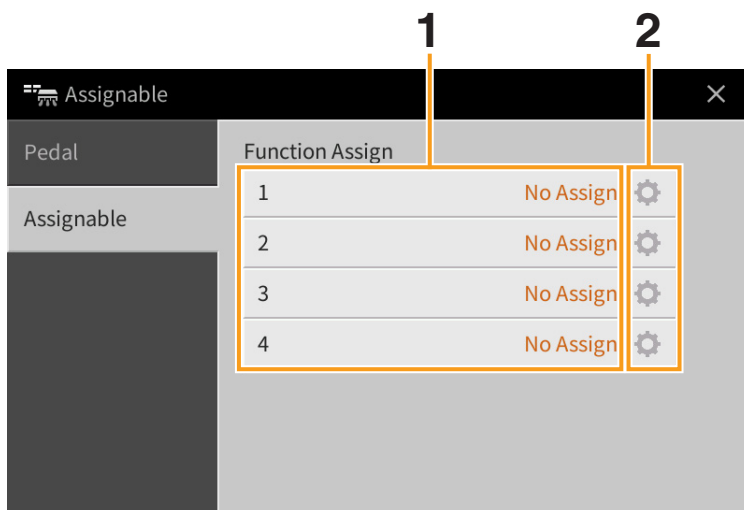 1 2
Assignable
Pedal
Assignable
Function Assign
1 No Assign
2 No Assign
3 No Assign
4 No Assign